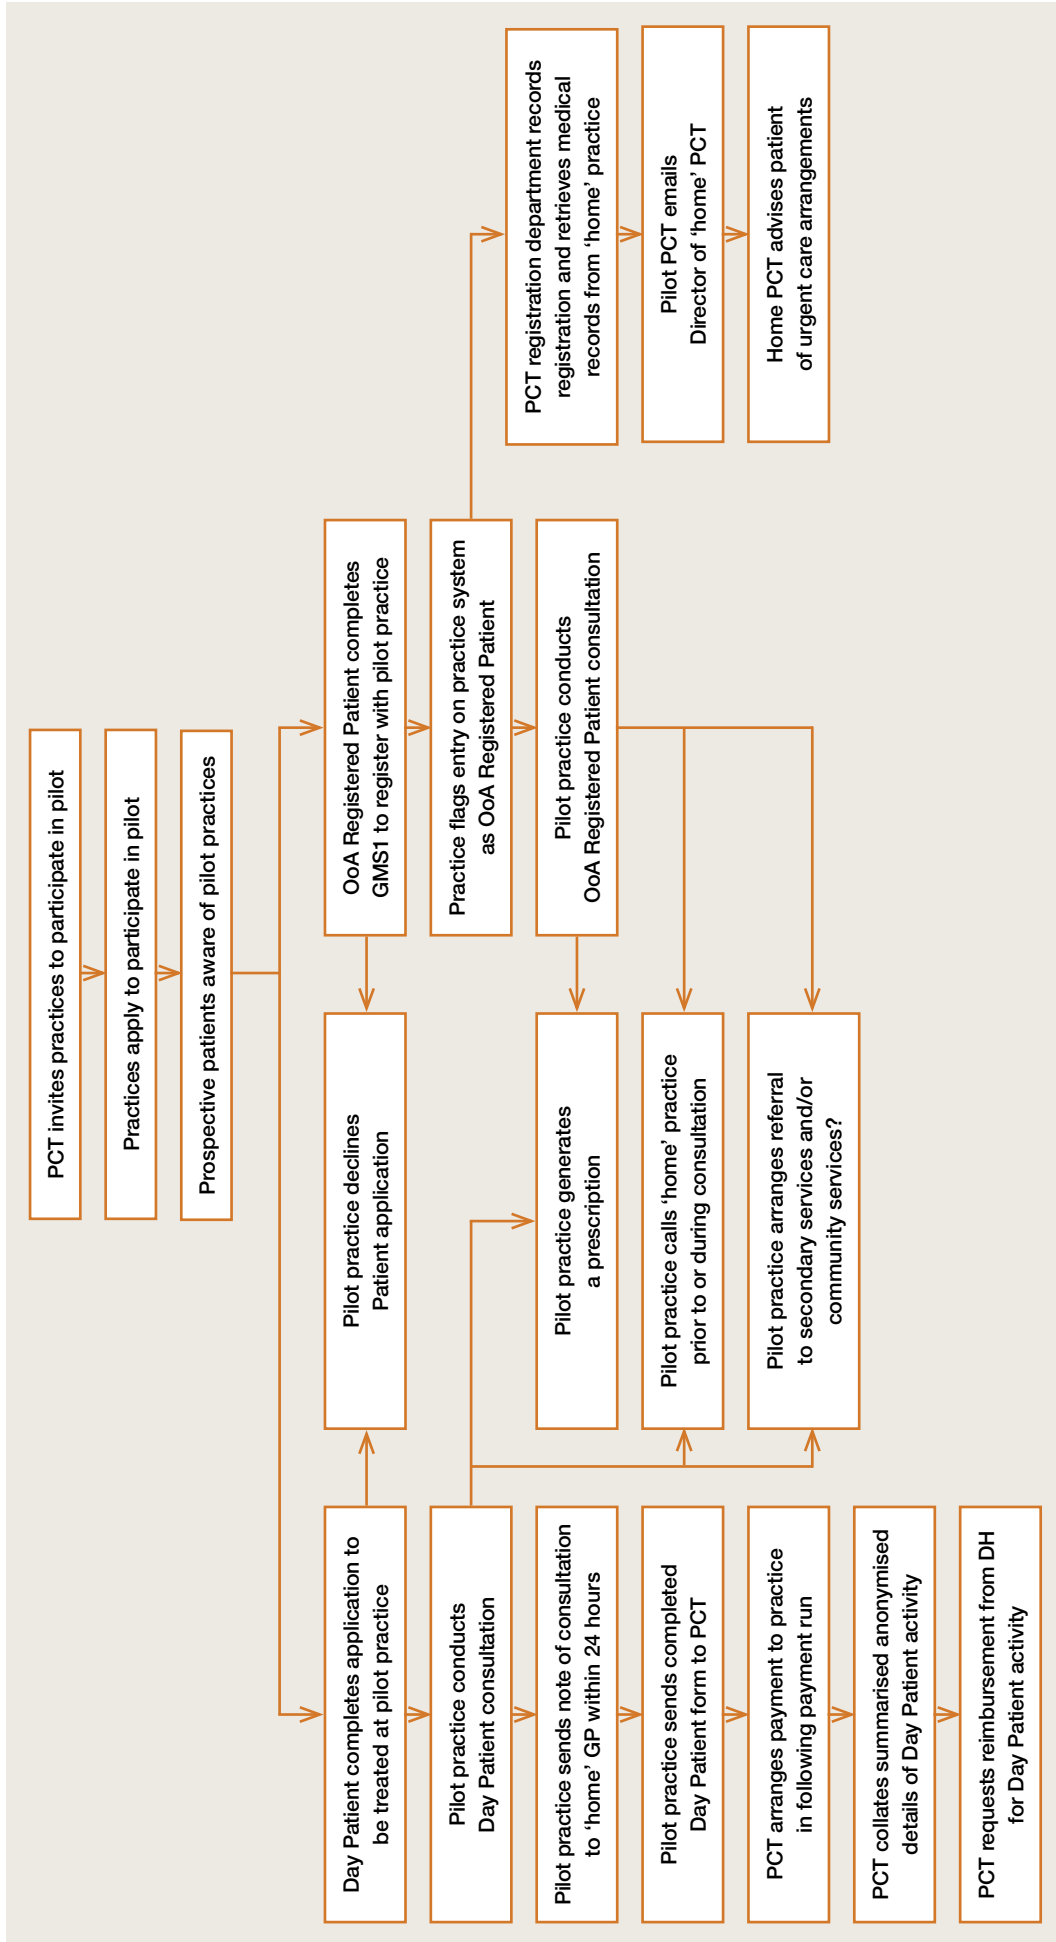 PCT invites practices to participate in pilot
Practices apply to participate in pilot
Prospective patients aware of pilot practices
Day Patient completes application to
be treated at pilot practice
Pilot practice declines
Patient application
OoA Registered Patient completes
GMS1 to register with pilot practice
Pilot practice conducts
Day Patient consultation
Practice flags entry on practice system
as OoA Registered Patient
Pilot practice sends note of consultation
to ‘home’ GP within 24 hours
Pilot practice generates
a prescription
Pilot practice conducts
OoA Registered Patient consultation
PCT registration department records
registration and retrieves medical
records from ‘home’ practice
Pilot practice sends completed
Day Patient form to PCT
Pilot practice calls ‘home’ practice
prior to or during consultation
Pilot PCT emails
Director of ‘home’ PCT
PCT arranges payment to practice
in following payment run
Pilot practice arranges referral
to secondary services and/or
community services?
Home PCT advises patient
of urgent care arrangements
PCT collates summarised anonymised
details of Day Patient activity
PCT requests reimbursement from DH
for Day Patient activity